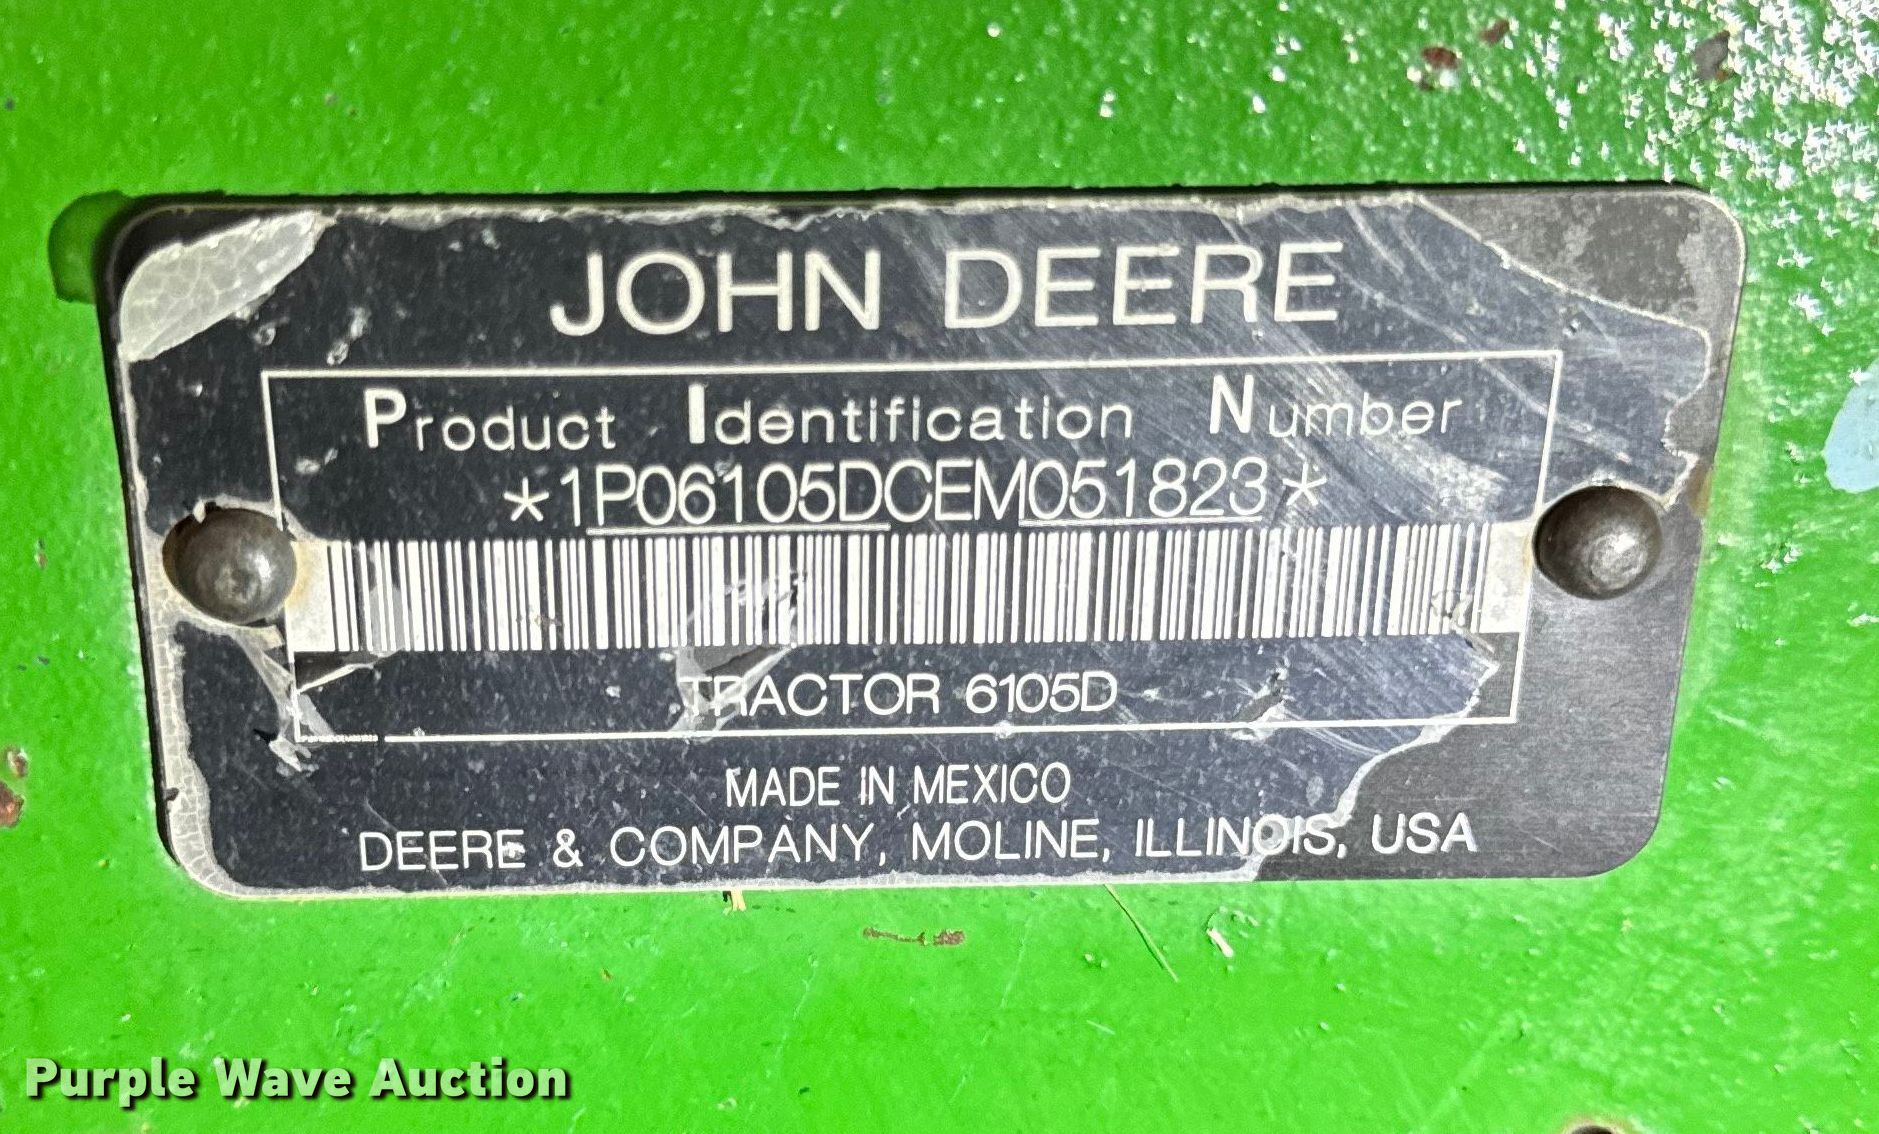 JOHN DEERE
Product Identification Number
*1P06105DCEM051823*
TRACTOR 6105D
MADE IN MEXICO
DEERE & COMPANY, MOLINE, ILLINOIS, USA
Purple Wave Auction